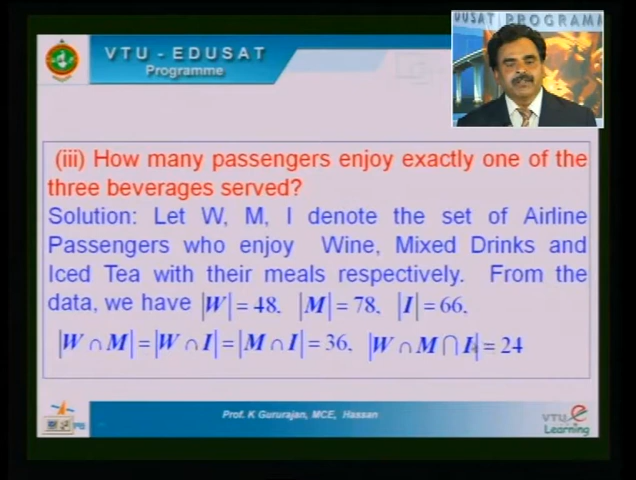 DUSAT PROGRAMM
VTU - EDUSAT
Programme
(iii) How many passengers enjoy exactly one of the
three beverages served?
Solution: Let W, M, I denote the set of Airline
Passengers who enjoy Wine, Mixed Drinks and
Iced Tea with their meals respectively. From the
data, we have |W| = 48, |M| = 78, |I| = 66,
|W ∩ M| = |W ∩ I| = |M ∩ I| = 36, |W ∩ M ⋂ I| = 24
Prof. K Gururajan, MCE, Hassan
VTU e
Learning